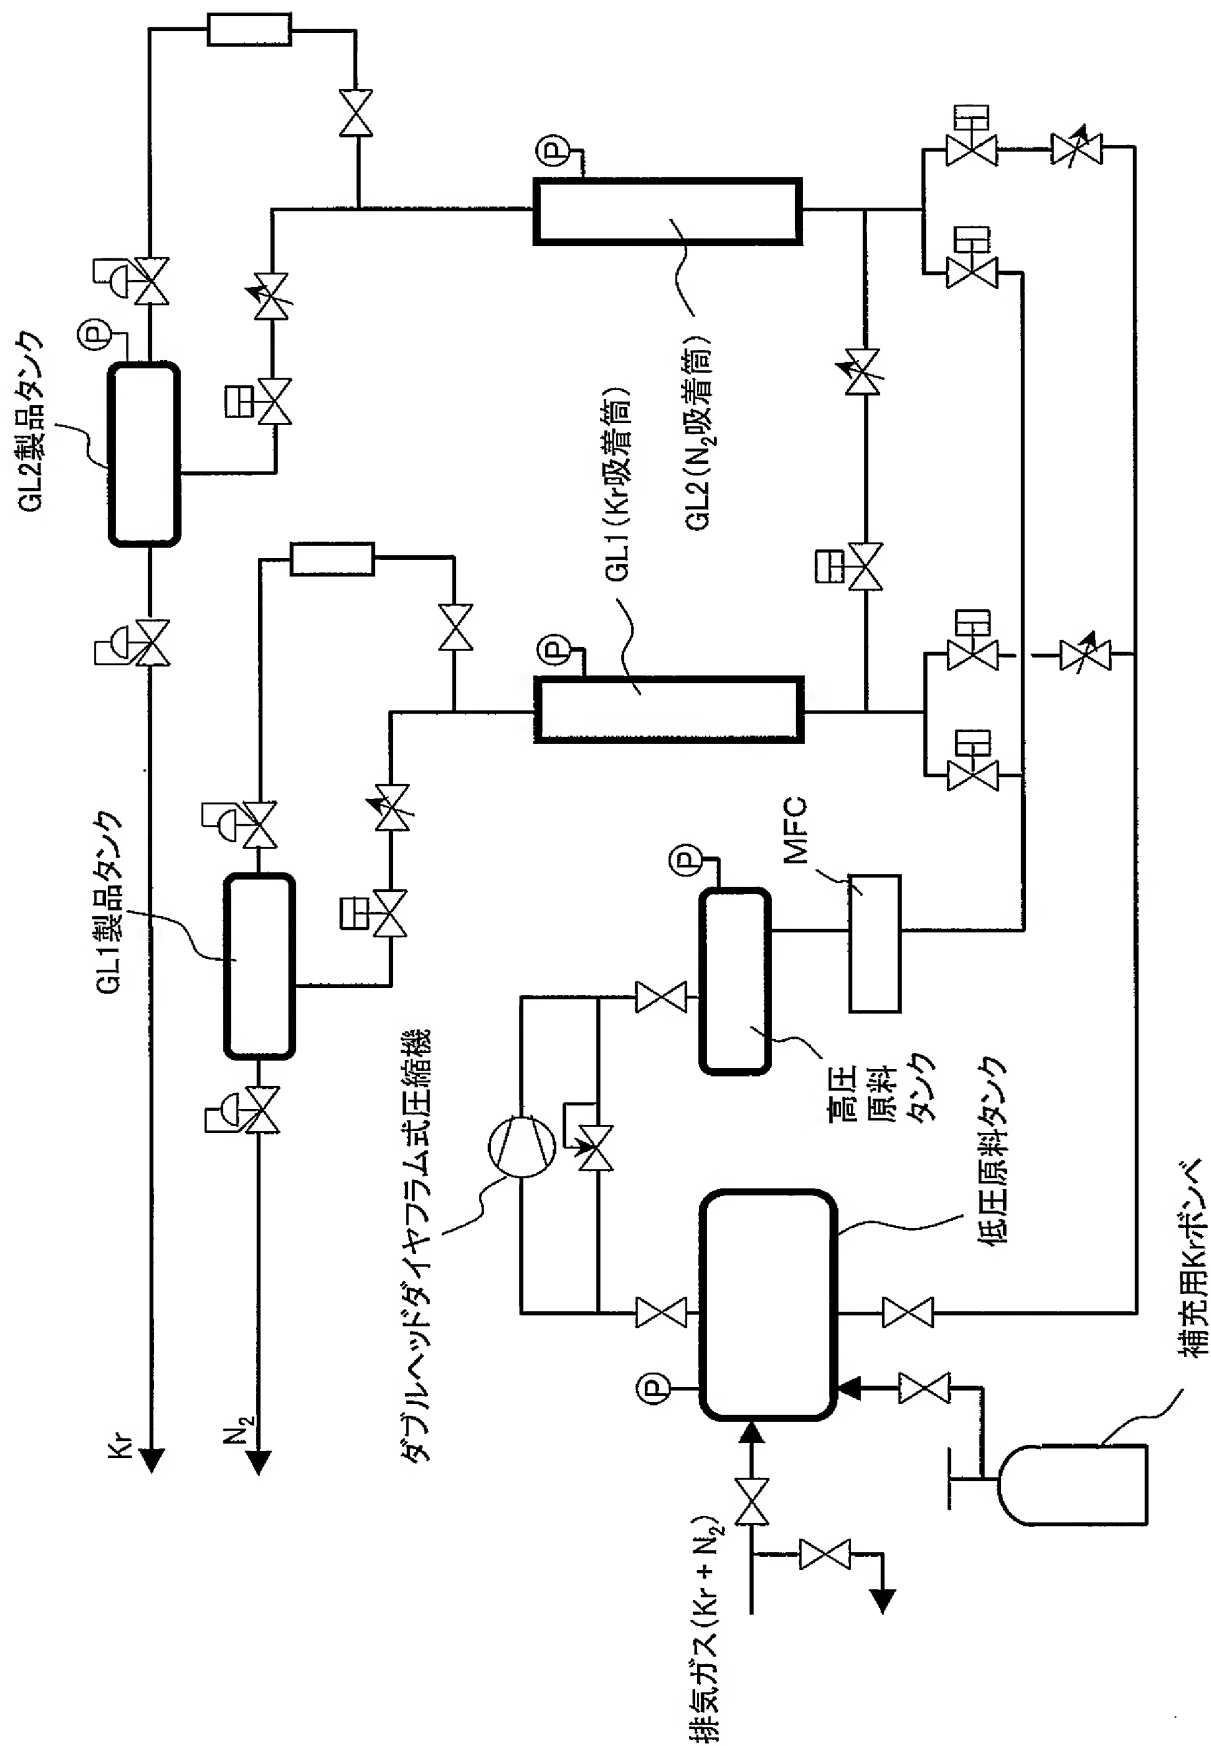 Kr
N2
GL2製品タンク
GL1製品タンク
P
P
P
P
P
GL1(Kr吸着筒)
GL2(N2吸着筒)
ダブルヘッドダイヤフラム式圧縮機
MFC
高圧
原料
タンク
低圧原料タンク
補充用Krボンベ
排気ガス(Kr + N2)